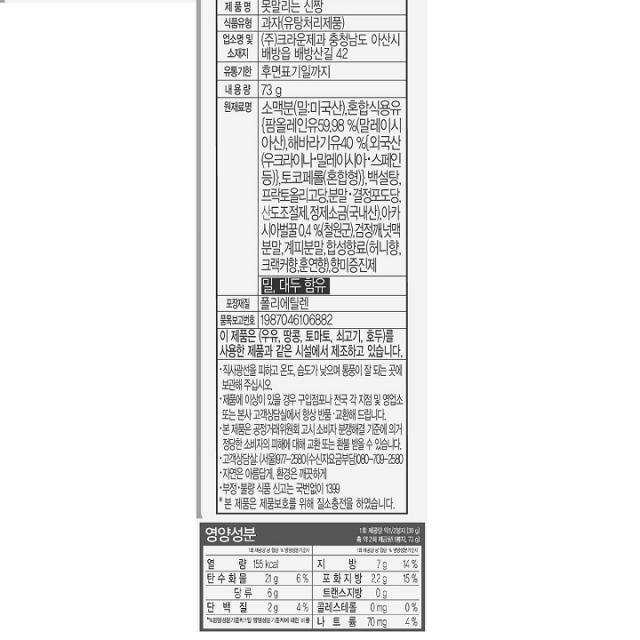 제 품 명 못말리는 신짱
식품유형 과자(유탕처리제품)
업소명 및 소재지 (주)크라운제과 충청남도 아산시
배방읍 배방산길 42
유통기한 후면표기일까지
내 용 량 73 g
원재료명 소맥분(밀:미국산),혼합식용유
{팜올레인유59.98 %(말레이시
아산),해바라기유40 %{외국산
(우크라이나·말레이시아·스페인
등)},토코페롤(혼합형)},백설탕,
프락토올리고당,분말·결정포도당,
산도조절제,정제소금(국내산),아카
시아벌꿀0.4 %(철원군),검정깨,넛맥
분말,계피분말,합성향료(허니향,
크랙커향,훈연향),향미증진제
밀, 대두 함유
포장재질 폴리에틸렌
품목보고번호 1987046106882
이 제품은 (우유, 땅콩, 토마토, 쇠고기, 호두)를
사용한 제품과 같은 시설에서 제조하고 있습니다.
·직사광선을 피하고 온도, 습도가 낮으며 통풍이 잘 되는 곳에
보관해 주십시오.
·제품에 이상이 있을 경우 구입점포나 전국 각 지점 및 영업소
또는 본사 고객상담실에서 항상 반품·교환해 드립니다.
·본 제품은 공정거래위원회 고시 소비자 분쟁해결 기준에 의거
정당한 소비자의 피해에 대해 교환 또는 환불 받을 수 있습니다.
·고객상담실: (서울)977-2580(수신자요금부담)080-709-2580
·자연은 아름답게, 환경은 깨끗하게
·부정·불량 식품 신고는 국번없이 1399
* 본 제품은 제품보호를 위해 질소충전을 하였습니다.
영양성분
1회 제공량 약1/2봉지 (36 g)
총 약 2회 제공량(1봉지, 73 g)
1회 제공량 당 함량 % 영양성분기준치 1회 제공량 당 함량 % 영양성분기준치
열 량 155 kcal 지 방 7 g 14 %
탄수화물 21 g 6 % 포화지방 2.2 g 15 %
당류 6 g 트랜스지방 0 g
단 백 질 2 g 4 % 콜레스테롤 0 mg 0 %
나 트 륨 70 mg 4 %